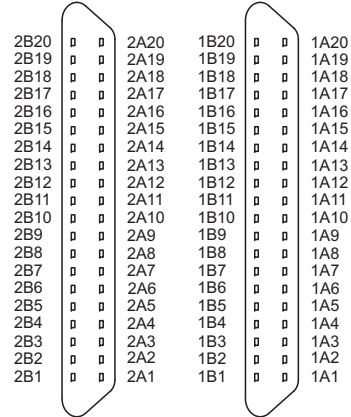 2B20 2A20 1B20 1A20
2B19 2A19 1B19 1A19
2B18 2A18 1B18 1A18
2B17 2A17 1B17 1A17
2B16 2A16 1B16 1A16
2B15 2A15 1B15 1A15
2B14 2A14 1B14 1A14
2B13 2A13 1B13 1A13
2B12 2A12 1B12 1A12
2B11 2A11 1B11 1A11
2B10 2A10 1B10 1A10
2B9 2A9 1B9 1A9
2B8 2A8 1B8 1A8
2B7 2A7 1B7 1A7
2B6 2A6 1B6 1A6
2B5 2A5 1B5 1A5
2B4 2A4 1B4 1A4
2B3 2A3 1B3 1A3
2B2 2A2 1B2 1A2
2B1 2A1 1B1 1A1